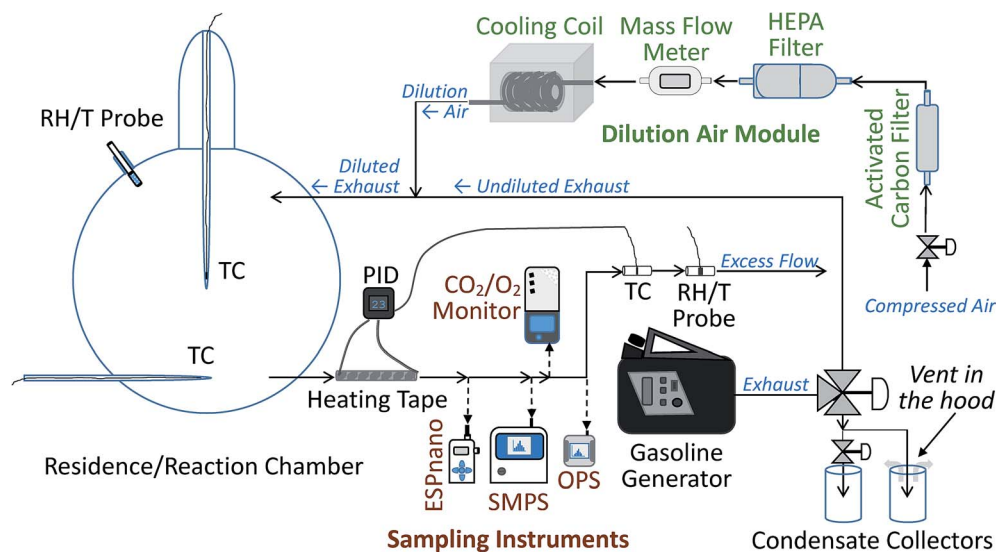 Cooling Coil
Mass Flow
Meter
HEPA
Filter
RH/T Probe
Dilution
← Air
Dilution Air Module
Activated
Carbon Filter
Diluted
← Exhaust
← Undiluted Exhaust
TC
PID
23
CO₂/O₂
Monitor
TC
RH/T
Probe
Excess Flow
Compressed Air
TC
Heating Tape
Exhaust
Vent in
the hood
Residence/Reaction Chamber
ESPnano
SMPS
OPS
Gasoline
Generator
Sampling Instruments
Condensate Collectors